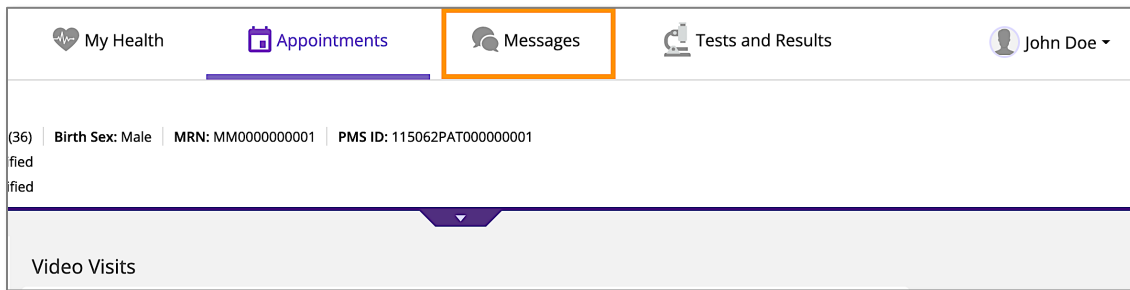 My Health Appointments Messages Tests and Results John Doe
(36) Birth Sex: Male MRN: MM0000000001 PMS ID: 115062PAT000000001
fied
ified
Video Visits